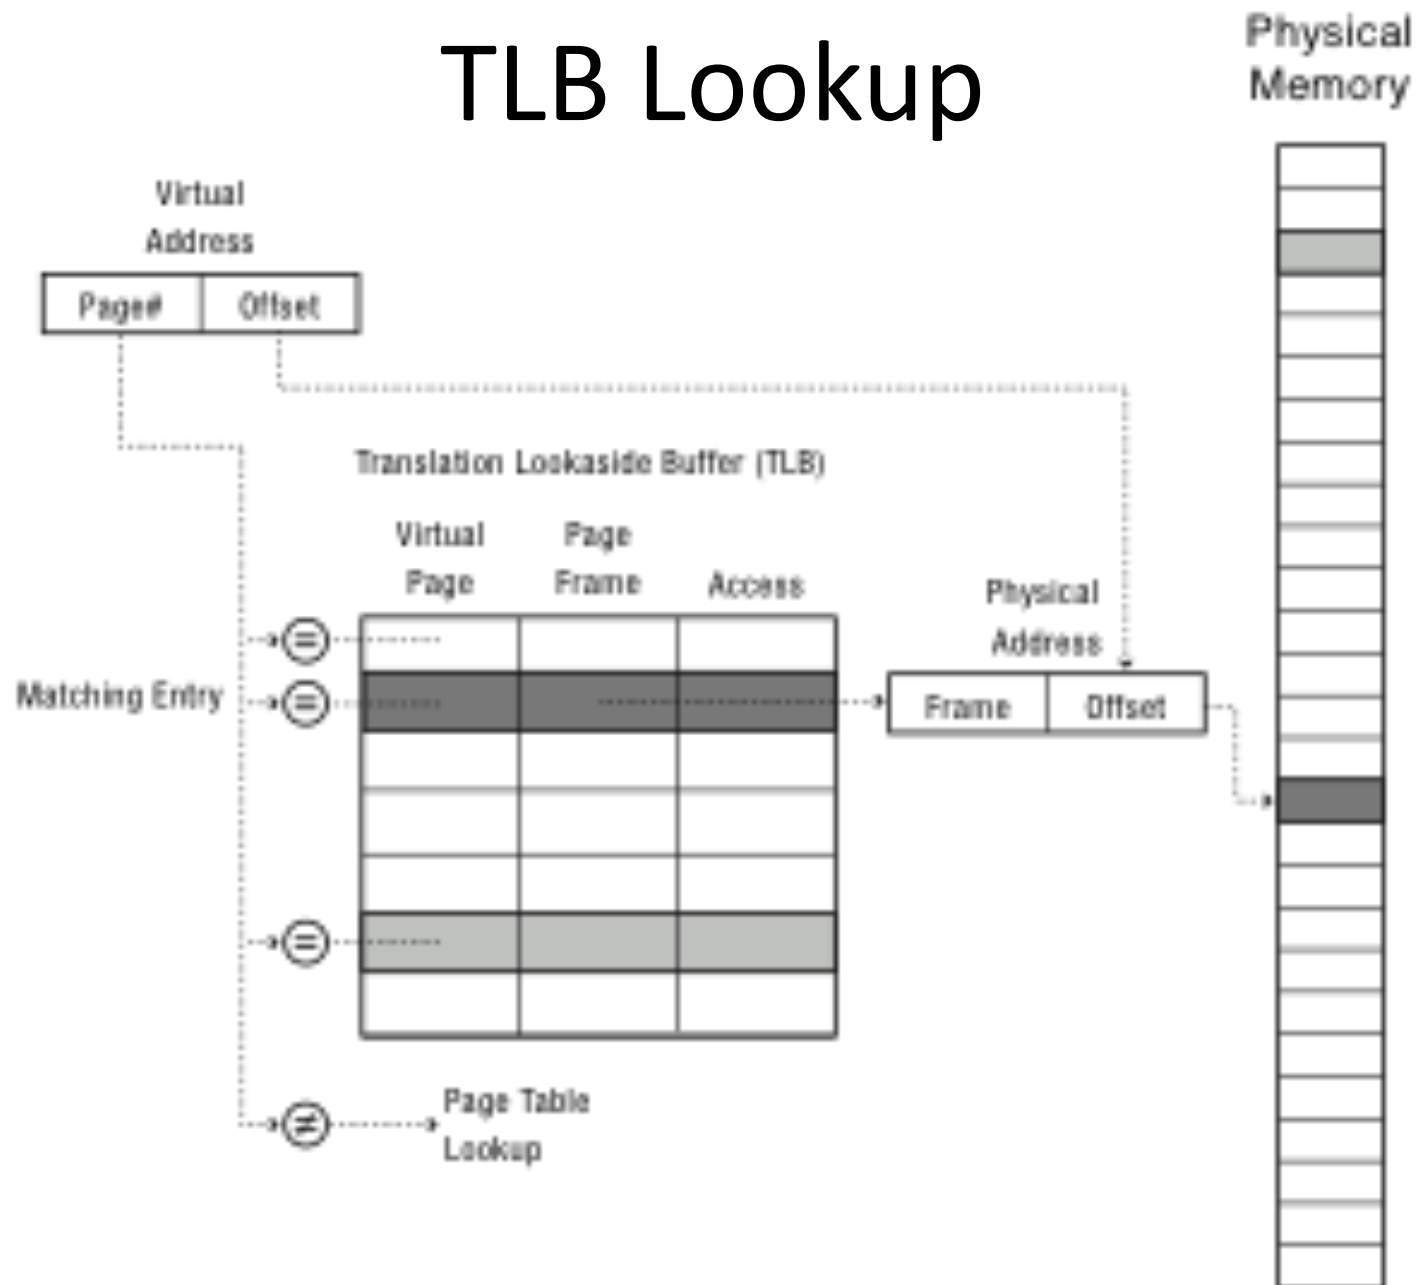 TLB Lookup
Physical
Memory
Virtual
Address
Page#
Offset
Translation Lookaside Buffer (TLB)
Virtual
Page
Page
Frame
Access
Physical
Address
Matching Entry
Frame
Offset
Page Table
Lookup